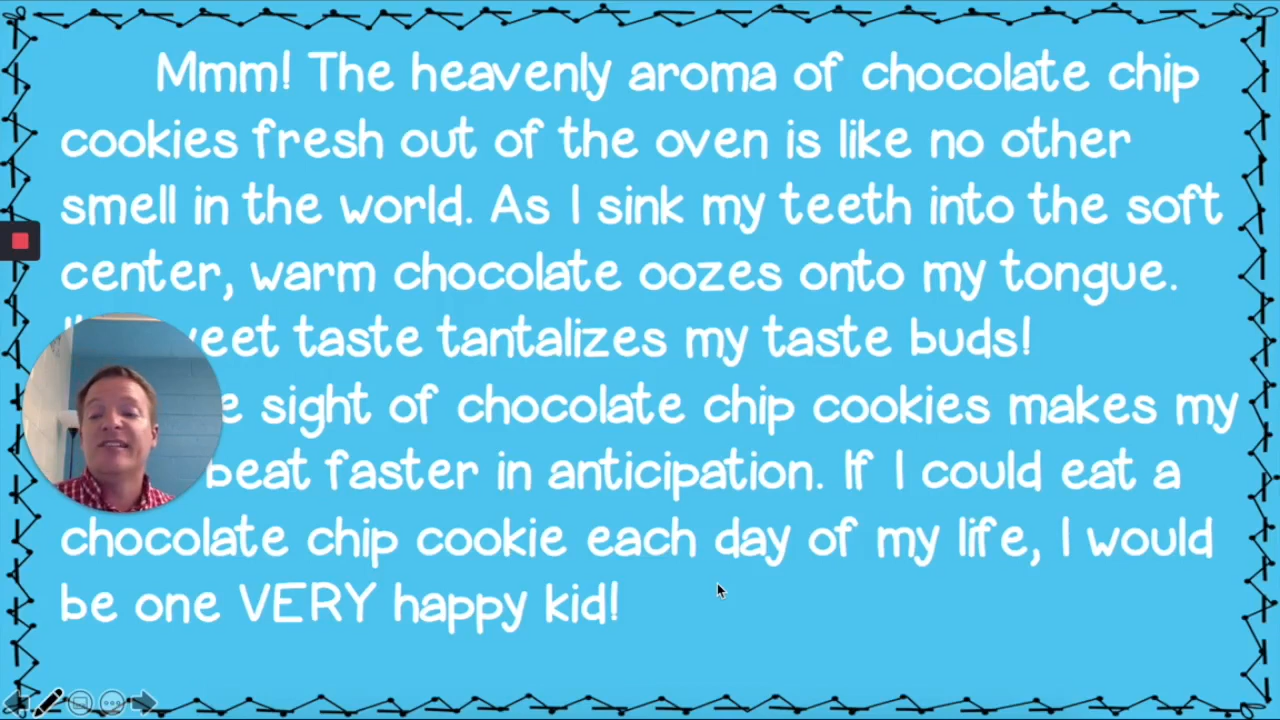 Mmm! The heavenly aroma of chocolate chip
cookies fresh out of the oven is like no other
smell in the world. As I sink my teeth into the soft
center, warm chocolate oozes onto my tongue.
taste tantalizes my taste buds!
sight of chocolate chip cookies makes my
beat faster in anticipation. If I could eat a
chocolate chip cookie each day of my life, I would
be one VERY happy kid!